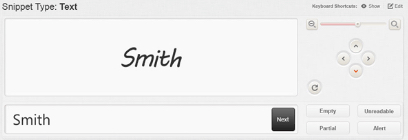 Snippet Type: Text
Keyboard Shortcuts: Show Edit
Smith
Smith
Next
Empty Unreadable
Partial Alert